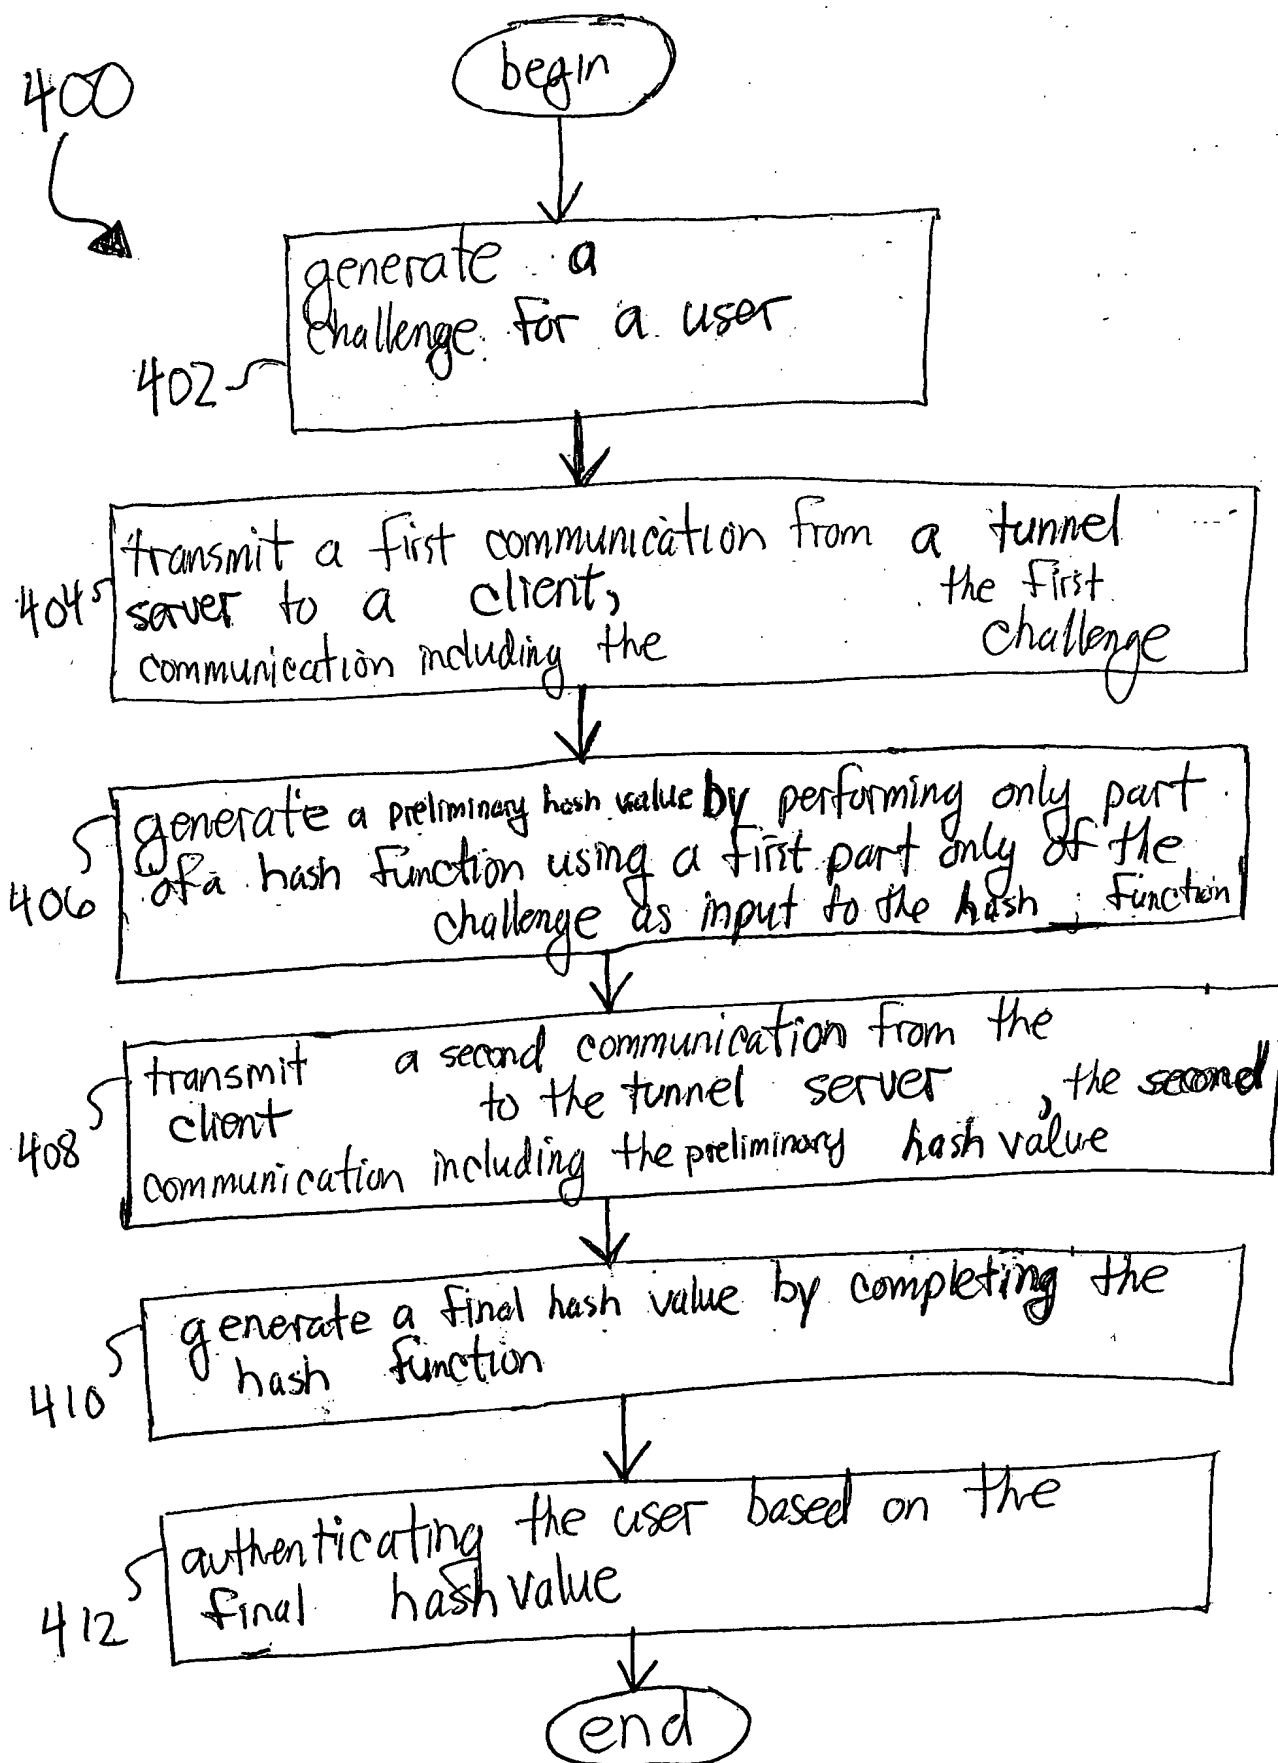 begin
400
generate a
challenge for a user
402
transmit a first communication from a tunnel
server to a client, the first
communication including the challenge
404
generate a preliminary hash value by performing only part
of a hash function using a first part only of the
challenge as input to the hash function
406
transmit a second communication from the
client to the tunnel server, the second
communication including the preliminary hash value
408
generate a final hash value by completing the
hash function
410
authenticating the user based on the
final hash value
412
end